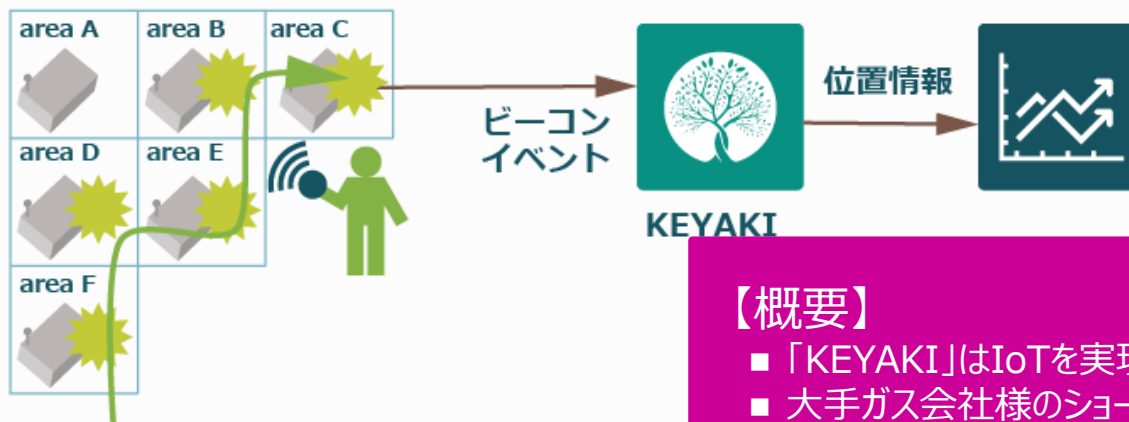 area A
area B
area C
area D
area E
area F
ビーコン
イベント
KEYAKI
位置情報
【概要】
■ 「KEYAKI」はIoTを実現
■ 大手ガス会社様のショー